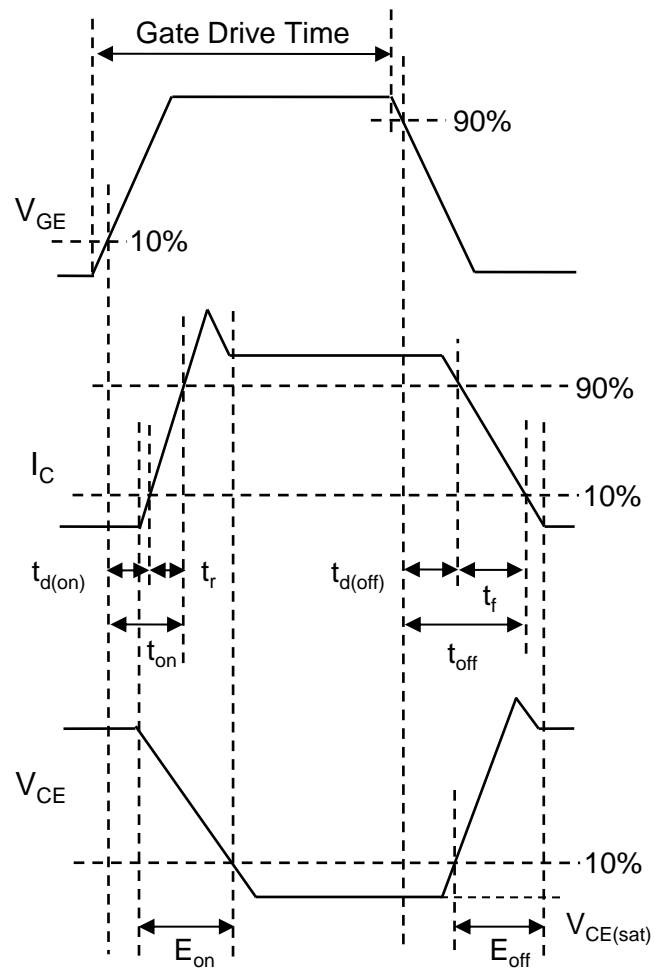 Gate Drive Time
90%
V_GE
10%
90%
I_C
10%
t_d(on)
t_r
t_d(off)
t_f
t_on
t_off
V_CE
10%
V_CE(sat)
E_on
E_off